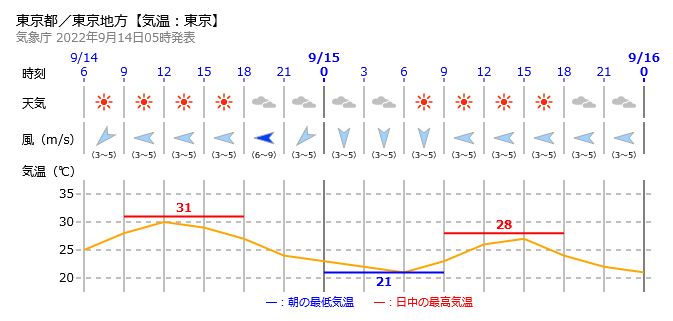 東京都／東京地方【気温：東京】
気象庁 2022年9月14日05時発表
9/14 9/15 9/16
時刻 6 9 12 15 18 21 0 3 6 9 12 15 18 21 0
天気
風 (m/s)
(3〜5) (3〜5) (3〜5) (3〜5) (6〜9) (3〜5) (3〜5) (3〜5) (3〜5) (3〜5) (3〜5) (3〜5) (3〜5) (3〜5)
気温 (℃)
35
31
30
28
25
20
21
―：朝の最低気温 ―：日中の最高気温